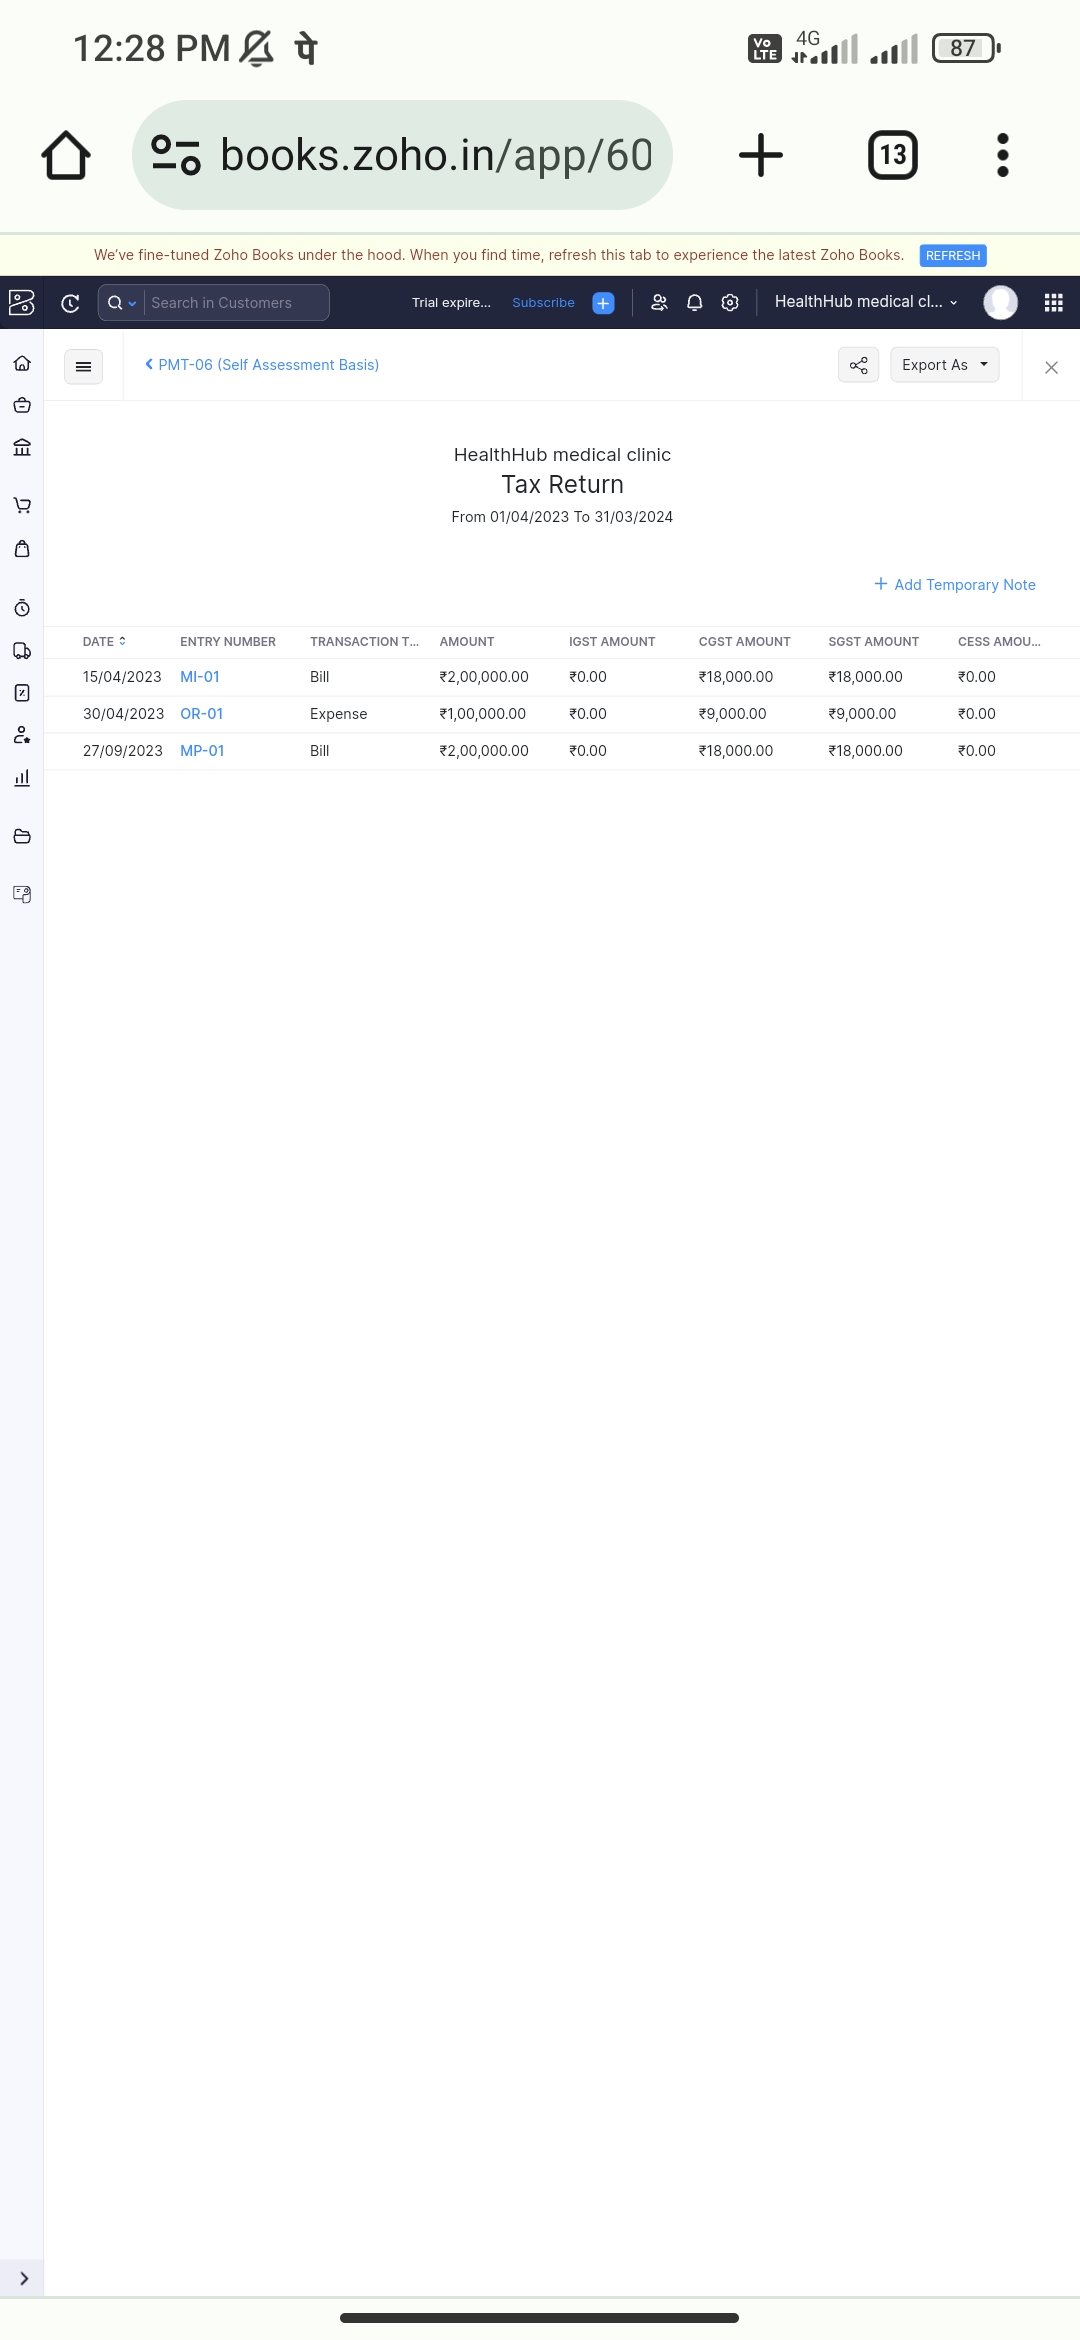 12:28 PM पे Vo LTE 4G 87
books.zoho.in/app/60 13
We've fine-tuned Zoho Books under the hood. When you find time, refresh this tab to experience the latest Zoho Books. REFRESH
Search in Customers Trial expire... Subscribe HealthHub medical cl...
PMT-06 (Self Assessment Basis) Export As
HealthHub medical clinic
Tax Return
From 01/04/2023 To 31/03/2024
Add Temporary Note
DATE ENTRY NUMBER TRANSACTION T... AMOUNT IGST AMOUNT CGST AMOUNT SGST AMOUNT CESS AMOU...
15/04/2023 MI-01 Bill ₹2,00,000.00 ₹0.00 ₹18,000.00 ₹18,000.00 ₹0.00
30/04/2023 OR-01 Expense ₹1,00,000.00 ₹0.00 ₹9,000.00 ₹9,000.00 ₹0.00
27/09/2023 MP-01 Bill ₹2,00,000.00 ₹0.00 ₹18,000.00 ₹18,000.00 ₹0.00